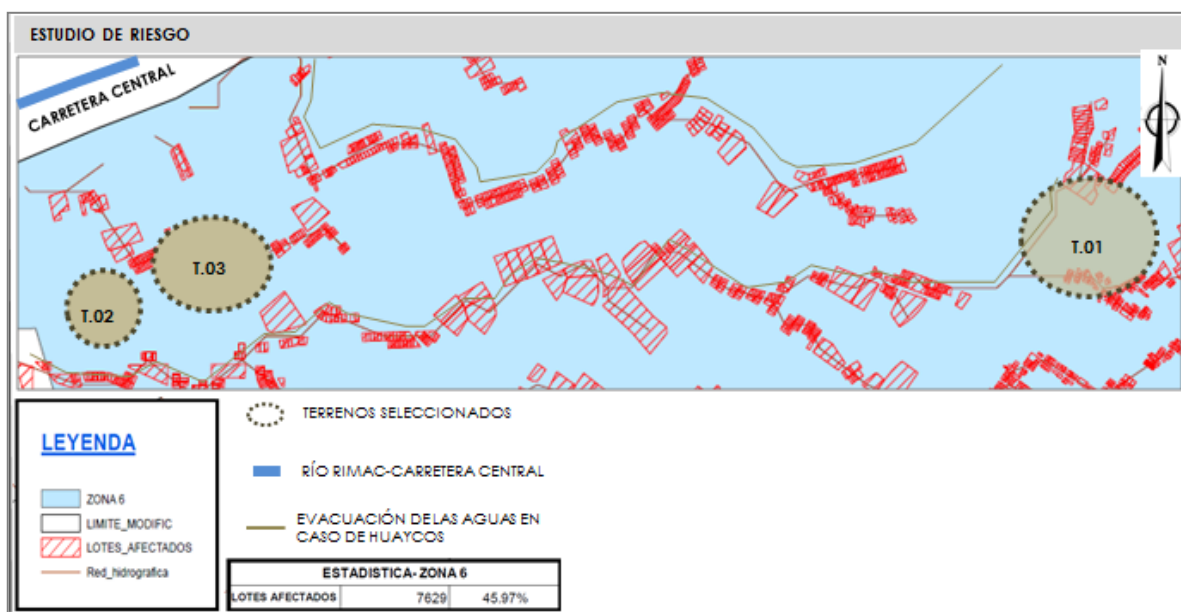 ESTUDIO DE RIESGO
CARRETERA CENTRAL
N
T.01
T.03
T.02
LEYENDA
ZONA 6
LIMITE_MODIFIC
LOTES_AFECTADOS
Red_hidrografica
TERRENOS SELECCIONADOS
RÍO RIMAC-CARRETERA CENTRAL
EVACUACIÓN DELAS AGUAS EN
CASO DE HUAYCOS
ESTADISTICA- ZONA 6
LOTES AFECTADOS 7629 45.97%